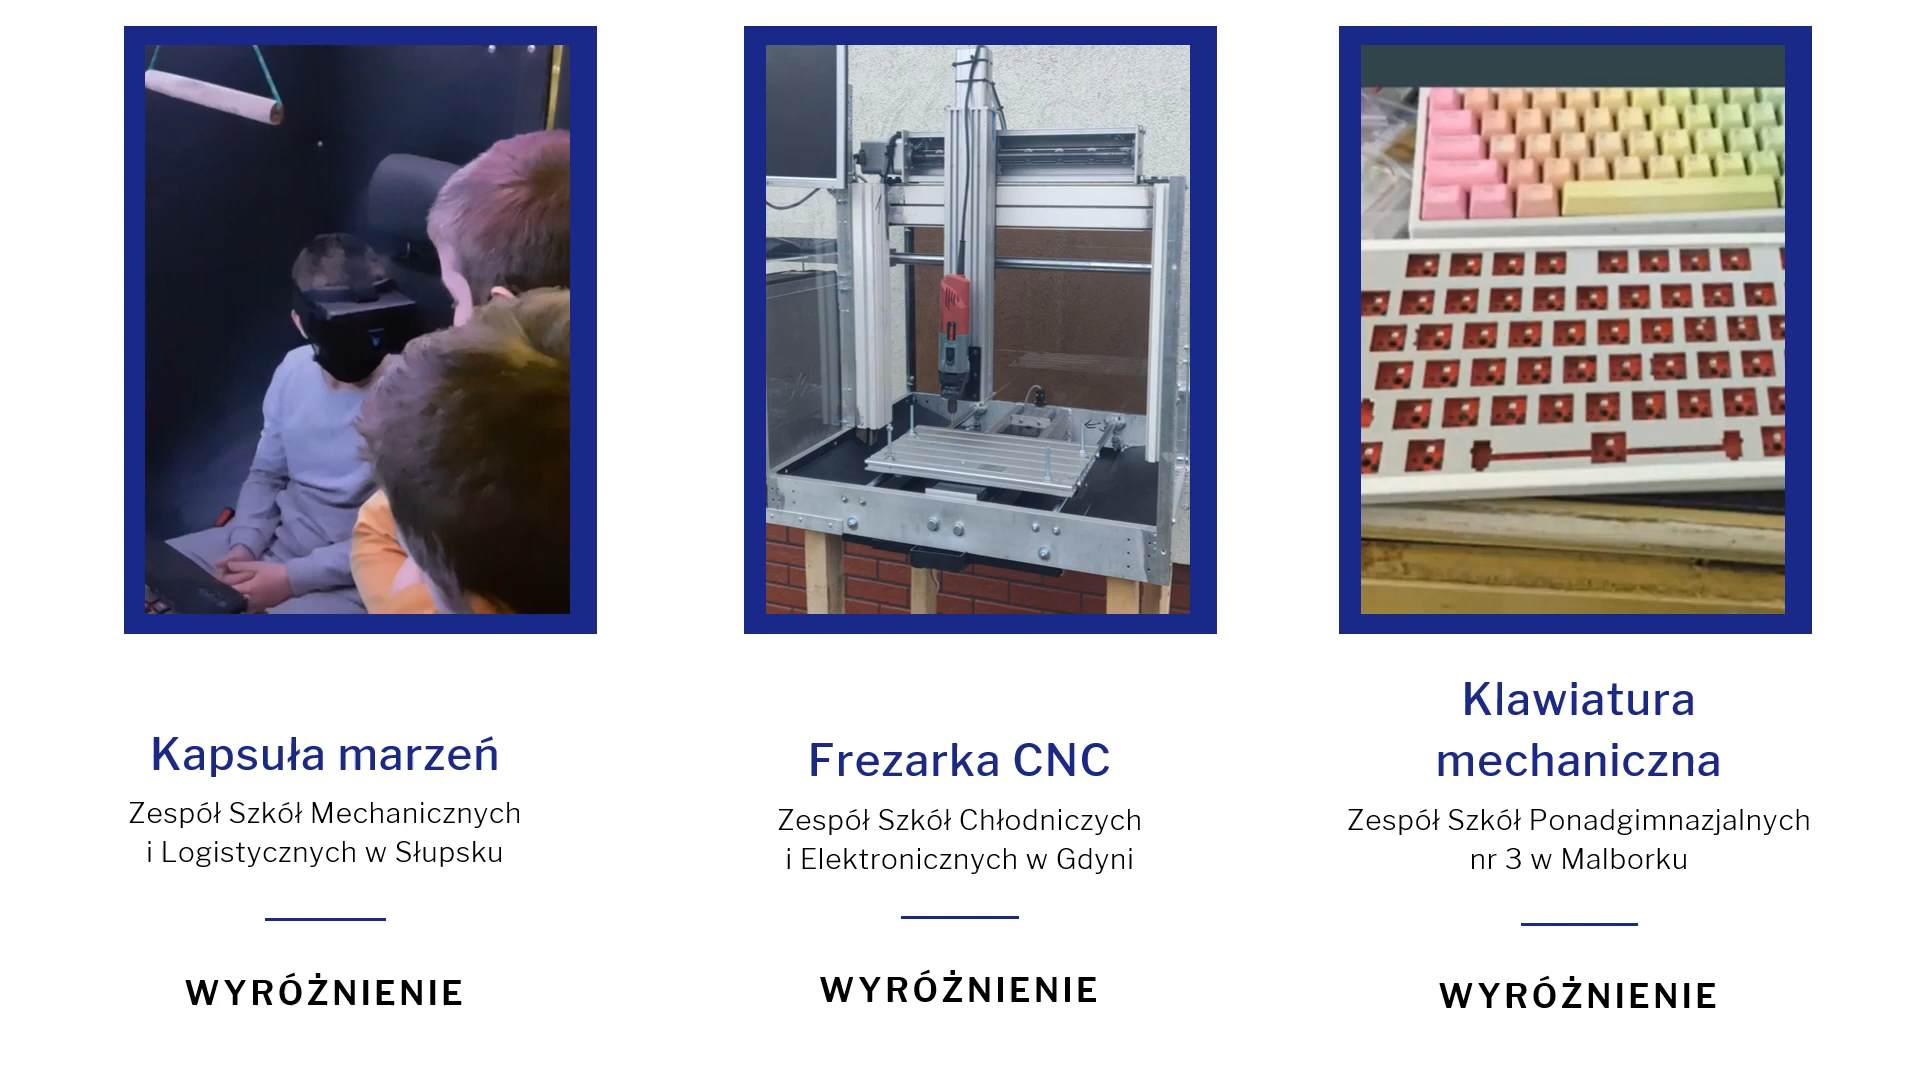 Kapsuła marzeń
Zespół Szkół Mechanicznych
i Logistycznych w Słupsku
WYRÓŻNIENIE
Frezarka CNC
Zespół Szkół Chłodniczych
i Elektronicznych w Gdyni
WYRÓŻNIENIE
Klawiatura
mechaniczna
Zespół Szkół Ponadgimnazjalnych
nr 3 w Malborku
WYRÓŻNIENIE